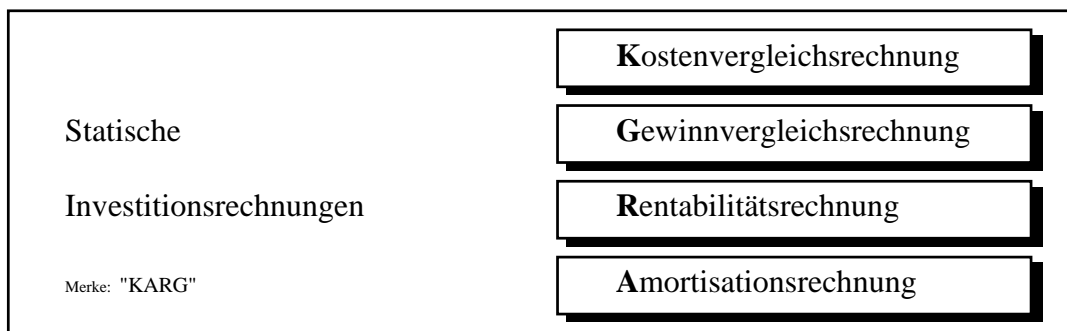 Kostenvergleichsrechnung
Statische
Gewinnvergleichsrechnung
Investitionsrechnungen
Rentabilitätsrechnung
Merke: "KARG"
Amortisationsrechnung